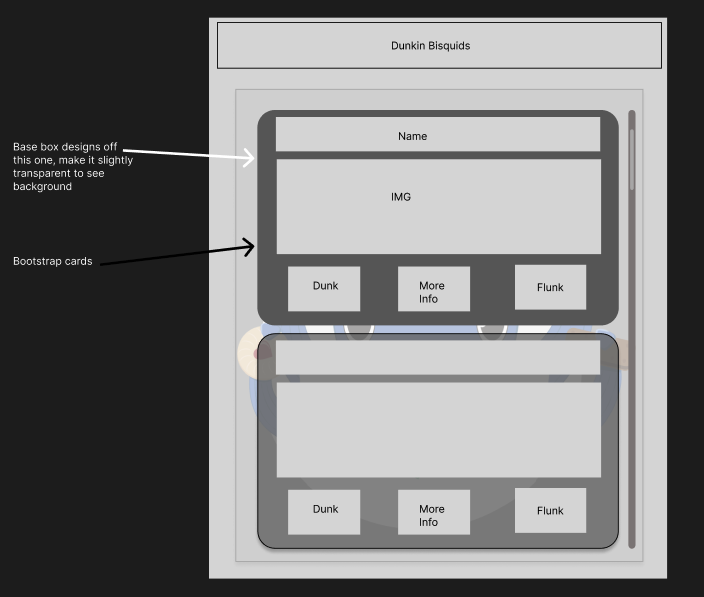 Dunkin Bisquids
Name
Base box designs off
this one, make it slightly
transparent to see
background
IMG
Bootstrap cards
Dunk
More
Info
Flunk
Dunk
More
Info
Flunk